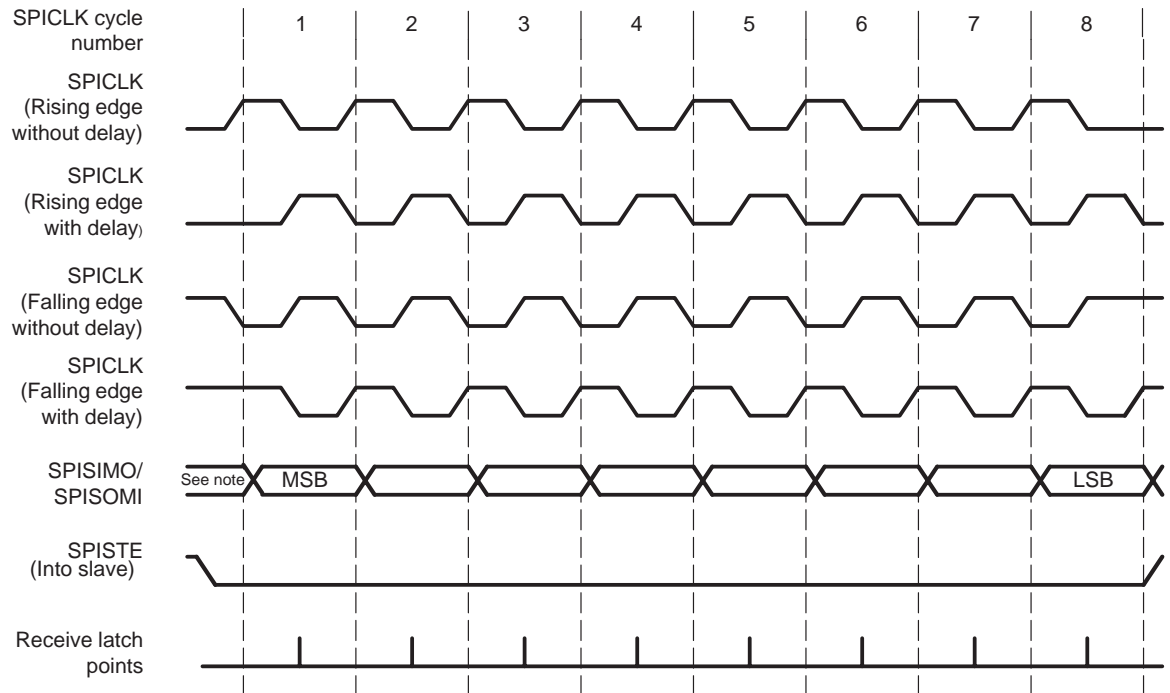 SPICLK cycle
number
1 2 3 4 5 6 7 8
SPICLK
(Rising edge
without delay)
SPICLK
(Rising edge
with delay)
SPICLK
(Falling edge
without delay)
SPICLK
(Falling edge
with delay)
SPISIMO/
SPISOMI
See note
MSB
LSB
SPISTE
(Into slave)
Receive latch
points